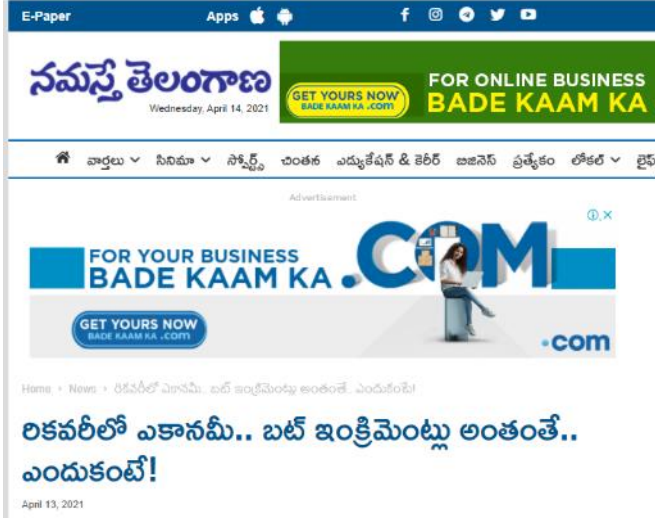 E-Paper
Apps
నమస్తే తెలంగాణ
Wednesday, April 14, 2021
GET YOURS NOW
BADE KAAM KA .COM
FOR ONLINE BUSINESS
BADE KAAM KA
వార్తలు సినిమా స్పోర్ట్స్ చింతన ఎడ్యుకేషన్ & కెరీర్ బిజినెస్ ప్రత్యేకం లోకల్ లైఫ్
Advertisement
FOR YOUR BUSINESS
BADE KAAM KA .COM
GET YOURS NOW
BADE KAAM KA .COM
.com
Home › News › రికవరీలో ఎకానమీ.. బట్ ఇంక్రిమెంట్లు అంతంతే.. ఎందుకంటే!
రికవరీలో ఎకానమీ.. బట్ ఇంక్రిమెంట్లు అంతంతే..
ఎందుకంటే!
April 13, 2021